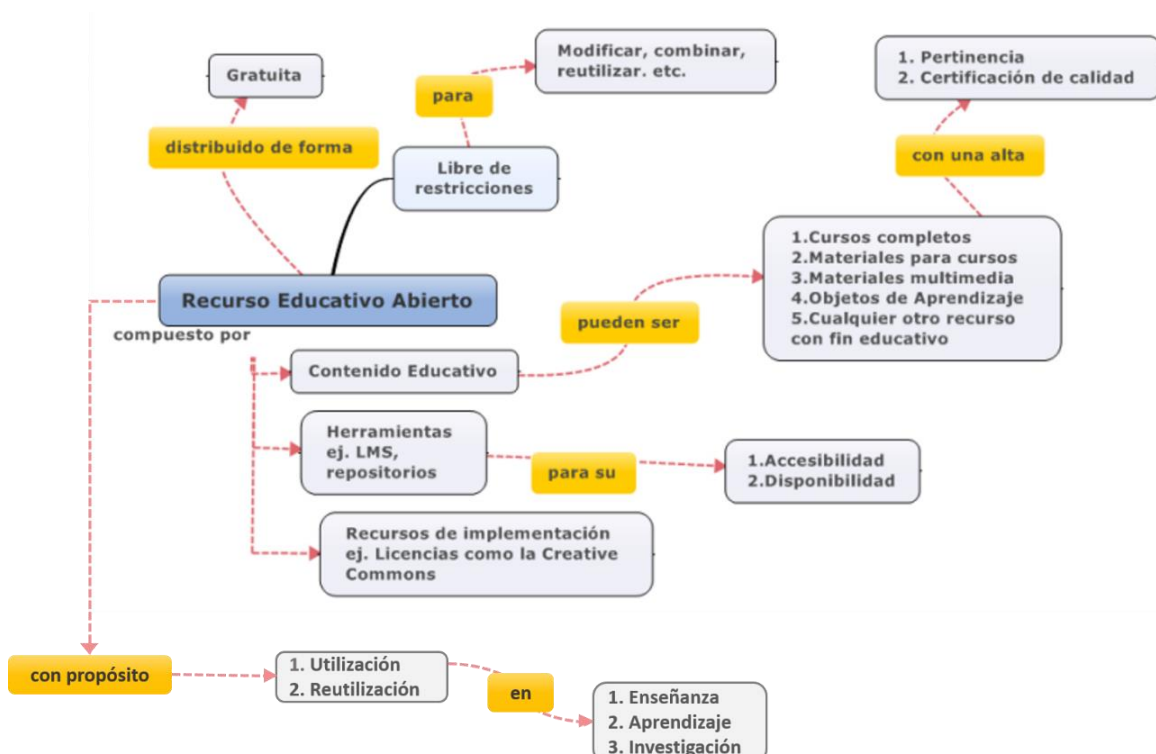 Gratuita
distribuido de forma
para
Modificar, combinar,
reutilizar. etc.
Libre de
restricciones
1. Pertinencia
2. Certificación de calidad
con una alta
1.Cursos completos
2.Materiales para cursos
3.Materiales multimedia
4.Objetos de Aprendizaje
5.Cualquier otro recurso
con fin educativo
Recurso Educativo Abierto
compuesto por
pueden ser
Contenido Educativo
Herramientas
ej. LMS,
repositorios
para su
1.Accesibilidad
2.Disponibilidad
Recursos de implementación
ej. Licencias como la Creative
Commons
con propósito
1. Utilización
2. Reutilización
en
1. Enseñanza
2. Aprendizaje
3. Investigación